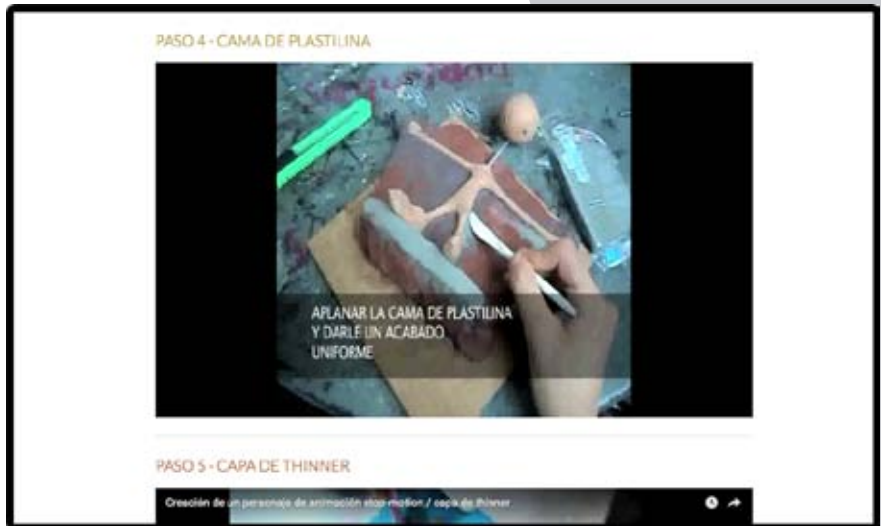 PASO 4 - CAMA DE PLASTILINA
APLANAR LA CAMA DE PLASTILINA
Y DARLE UN ACABADO
UNIFORME
PASO 5 - CAPA DE THINNER
Creación de un personaje de animación stop-motion / capa de thinner